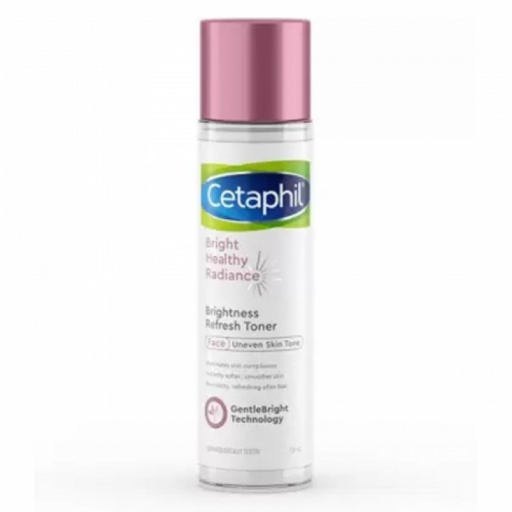 Cetaphil
Bright
Healthy
Radiance
Brightness
Refresh Toner
Face Uneven Skin Tone
GentleBright
Technology